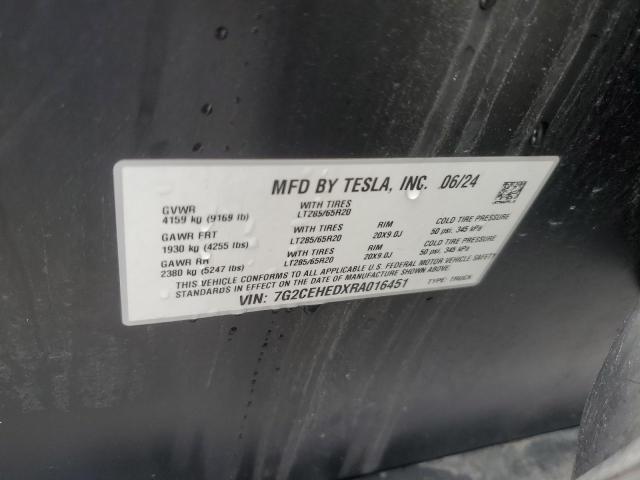 MFD BY TESLA, INC. 06/24
GVWR WITH TIRES
4159 kg (9169 lb) LT285/65R20
GAWR FRT WITH TIRES RIM COLD TIRE PRESSURE
1930 kg (4255 lbs) LT285/65R20 20X9.0J 50 psi. 345 kPa
GAWR RR WITH TIRES RIM COLD TIRE PRESSURE
2380 kg (5247 lbs) LT285/65R20 20X9.0J 50 psi. 345 kPa
THIS VEHICLE CONFORMS TO ALL APPLICABLE U.S. FEDERAL MOTOR VEHICLE SAFETY
STANDARDS IN EFFECT ON THE DATE OF MANUFACTURE SHOWN ABOVE.
VIN: 7G2CEHEDXRA016451 TYPE: TRUCK